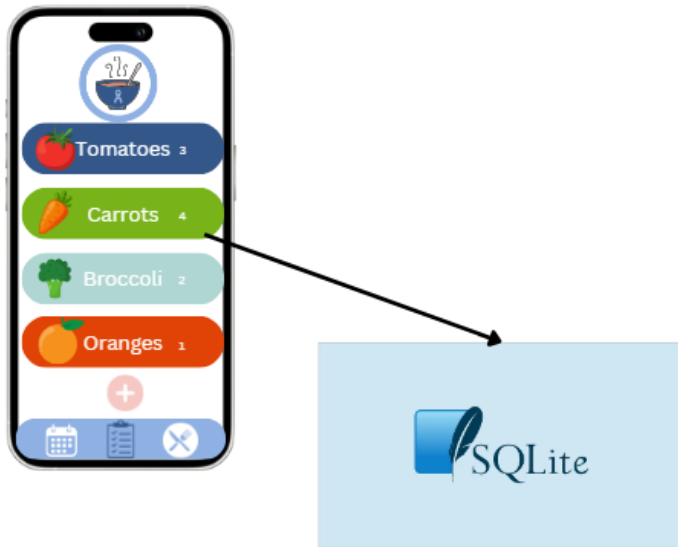 Tomatoes 3
Carrots 4
Broccoli 2
Oranges 1
SQLite